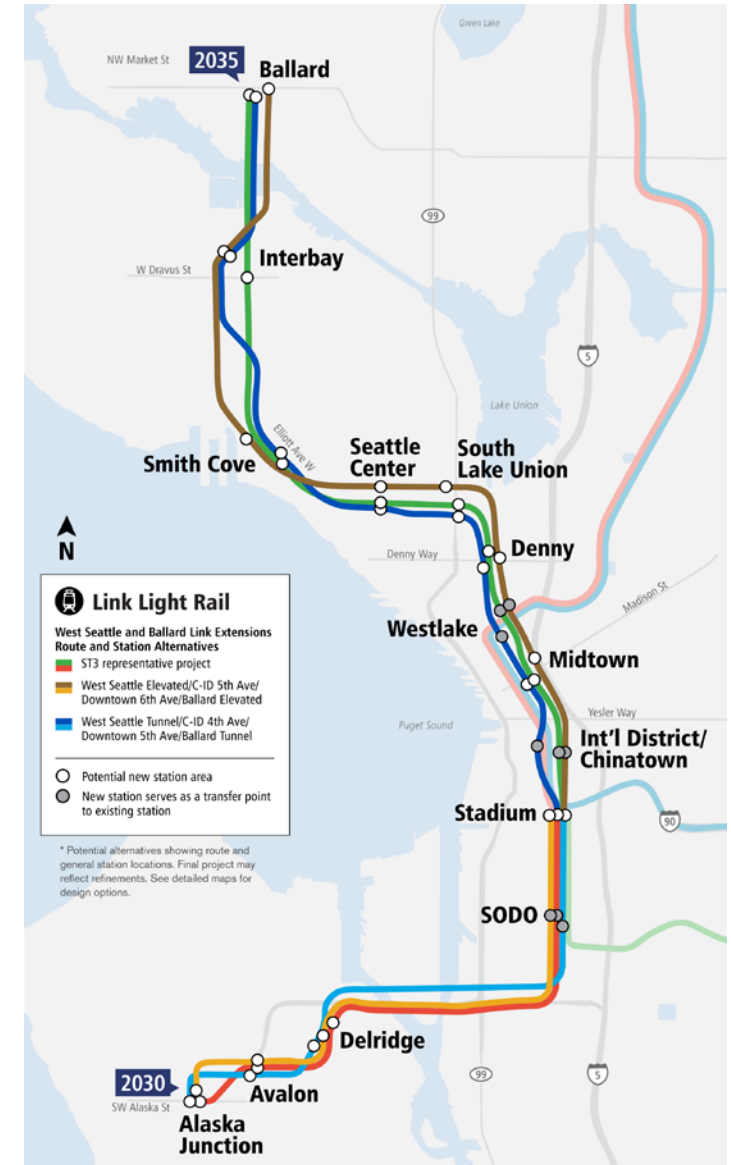 Green Lake
NW Market St
2035
Ballard
99
Interbay
W Dravus St
5
Lake Union
Elliott Ave W
Seattle
Center
South
Lake Union
Smith Cove
N
Denny Way
Denny
Madison St
Link Light Rail
West Seattle and Ballard Link Extensions
Route and Station Alternatives
ST3 representative project
West Seattle Elevated/C-ID 5th Ave/
Downtown 6th Ave/Ballard Elevated
West Seattle Tunnel/C-ID 4th Ave/
Downtown 5th Ave/Ballard Tunnel
Potential new station area
New station serves as a transfer point
to existing station
* Potential alternatives showing route and
general station locations. Final project may
reflect refinements. See detailed maps for
design options.
Westlake
Midtown
Yesler Way
Puget Sound
Int'l District/
Chinatown
Stadium
90
SODO
Delridge
99
5
2030
Avalon
SW Alaska St
Alaska
Junction